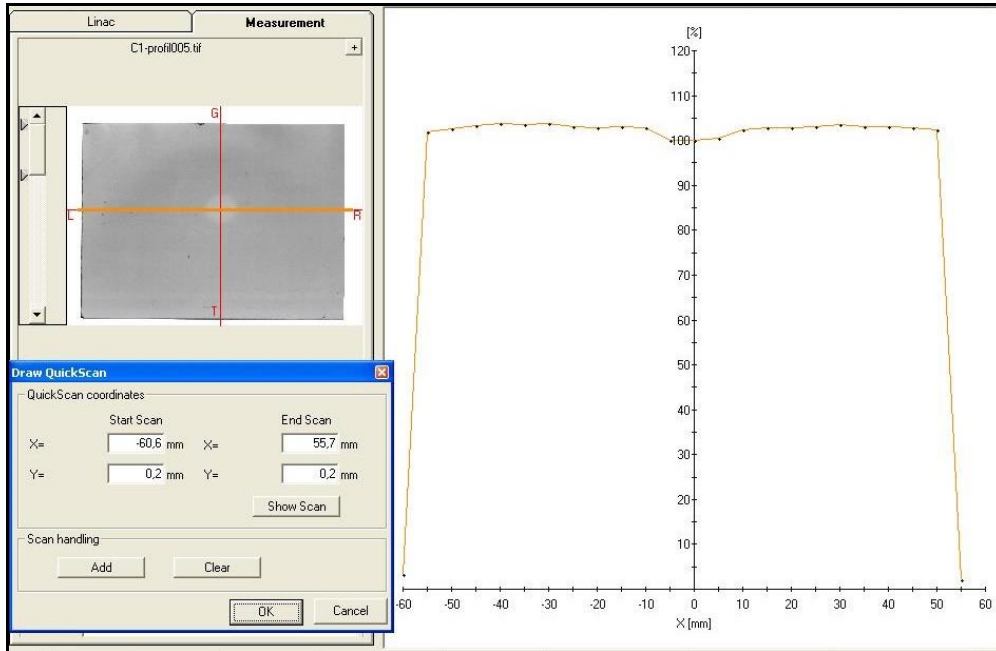 Linac
Measurement
C1-profil005.tif
+
G
L
R
T
Draw QuickScan
QuickScan coordinates
Start Scan
End Scan
X=
-60,6 mm
X=
55,7 mm
Y=
0,2 mm
Y=
0,2 mm
Show Scan
Scan handling
Add
Clear
OK
Cancel
[%]
120
110
100
90
80
70
60
50
40
30
20
10
-60
-50
-40
-30
-20
-10
0
10
20
30
40
50
60
X [mm]